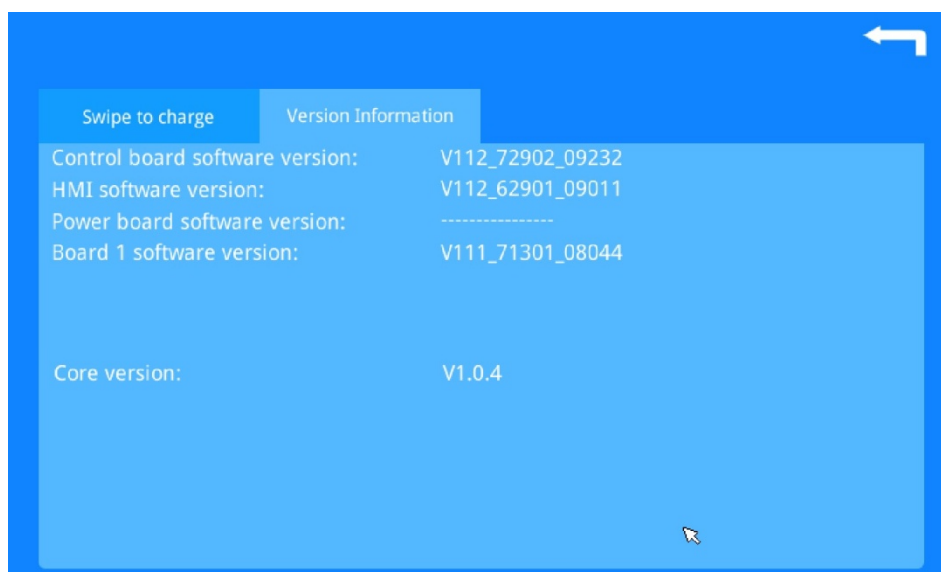 Swipe to charge Version Information
Control board software version: V112_72902_09232
HMI software version: V112_62901_09011
Power board software version: ----------------
Board 1 software version: V111_71301_08044
Core version: V1.0.4